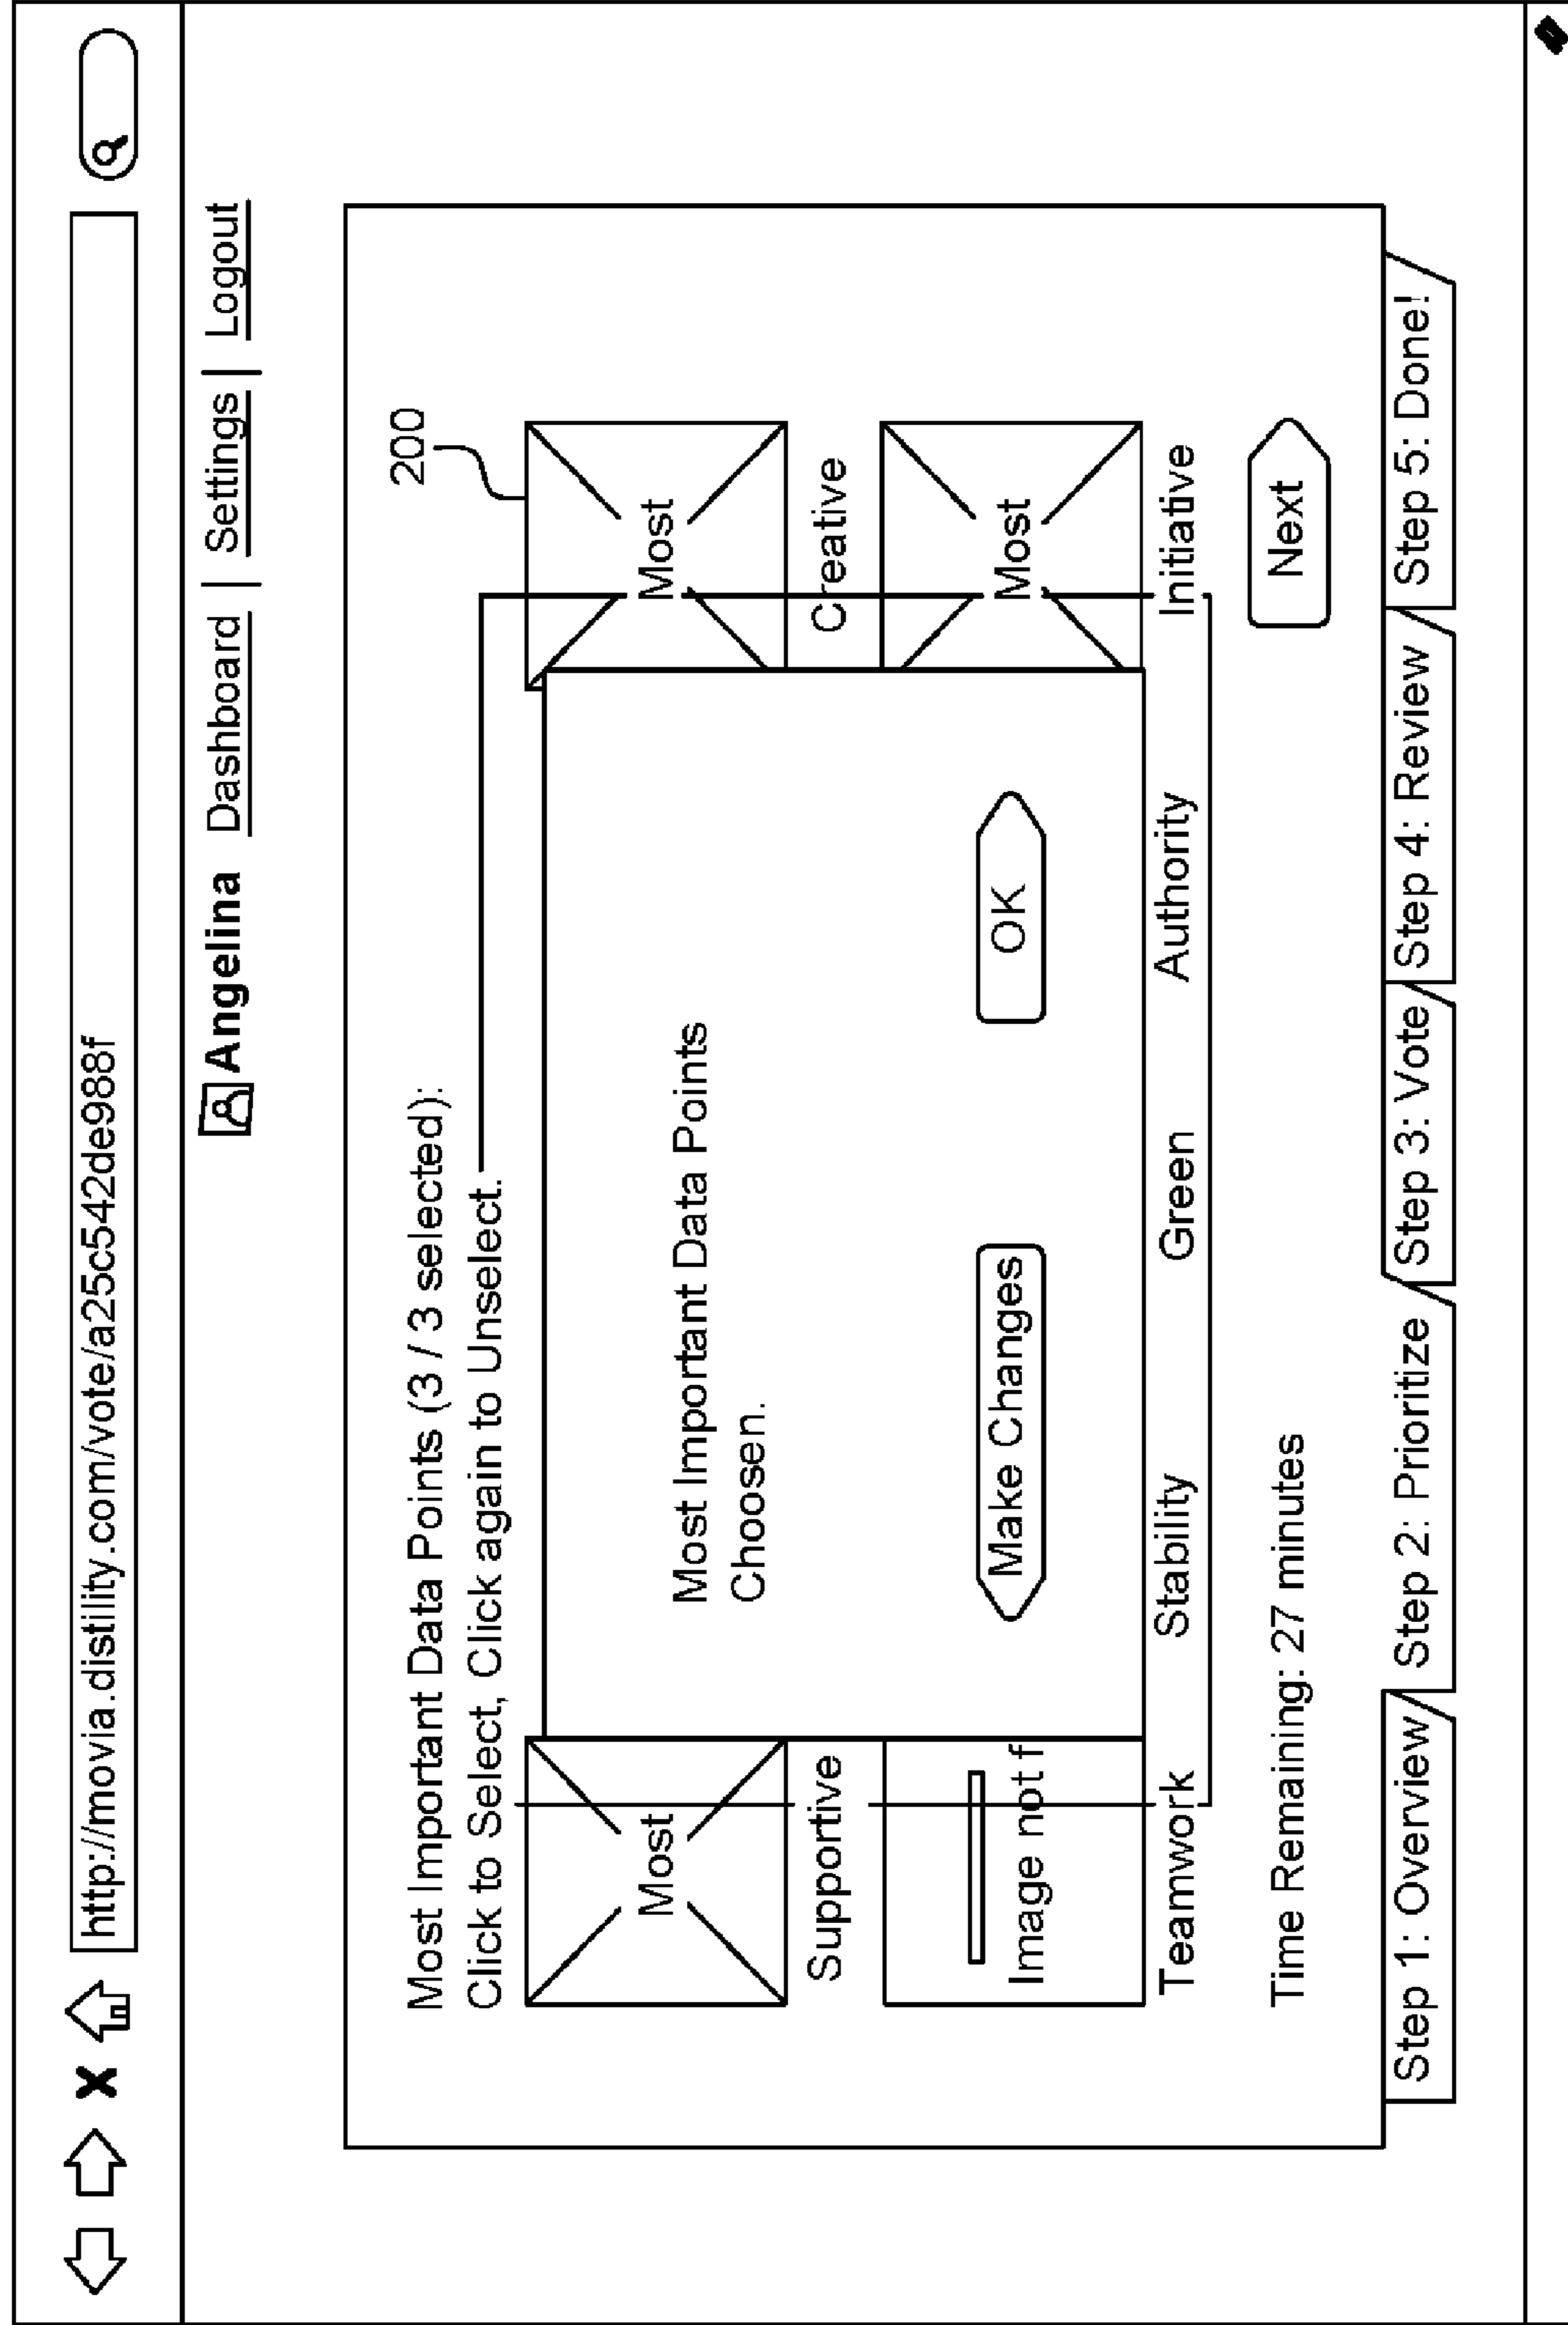 http://movia.distility.com/vote/a25c542de988f
Angelina Dashboard | Settings | Logout
200
Most Important Data Points (3 / 3 selected):
Click to Select, Click again to Unselect.
Most
Most
Most Important Data Points
Choosen.
Supportive
Creative
Image not f
Make Changes
OK
Most
Teamwork
Stability
Green
Authority
Initiative
Time Remaining: 27 minutes
Next
Step 1: Overview
Step 2: Prioritize
Step 3: Vote
Step 4: Review
Step 5: Done!